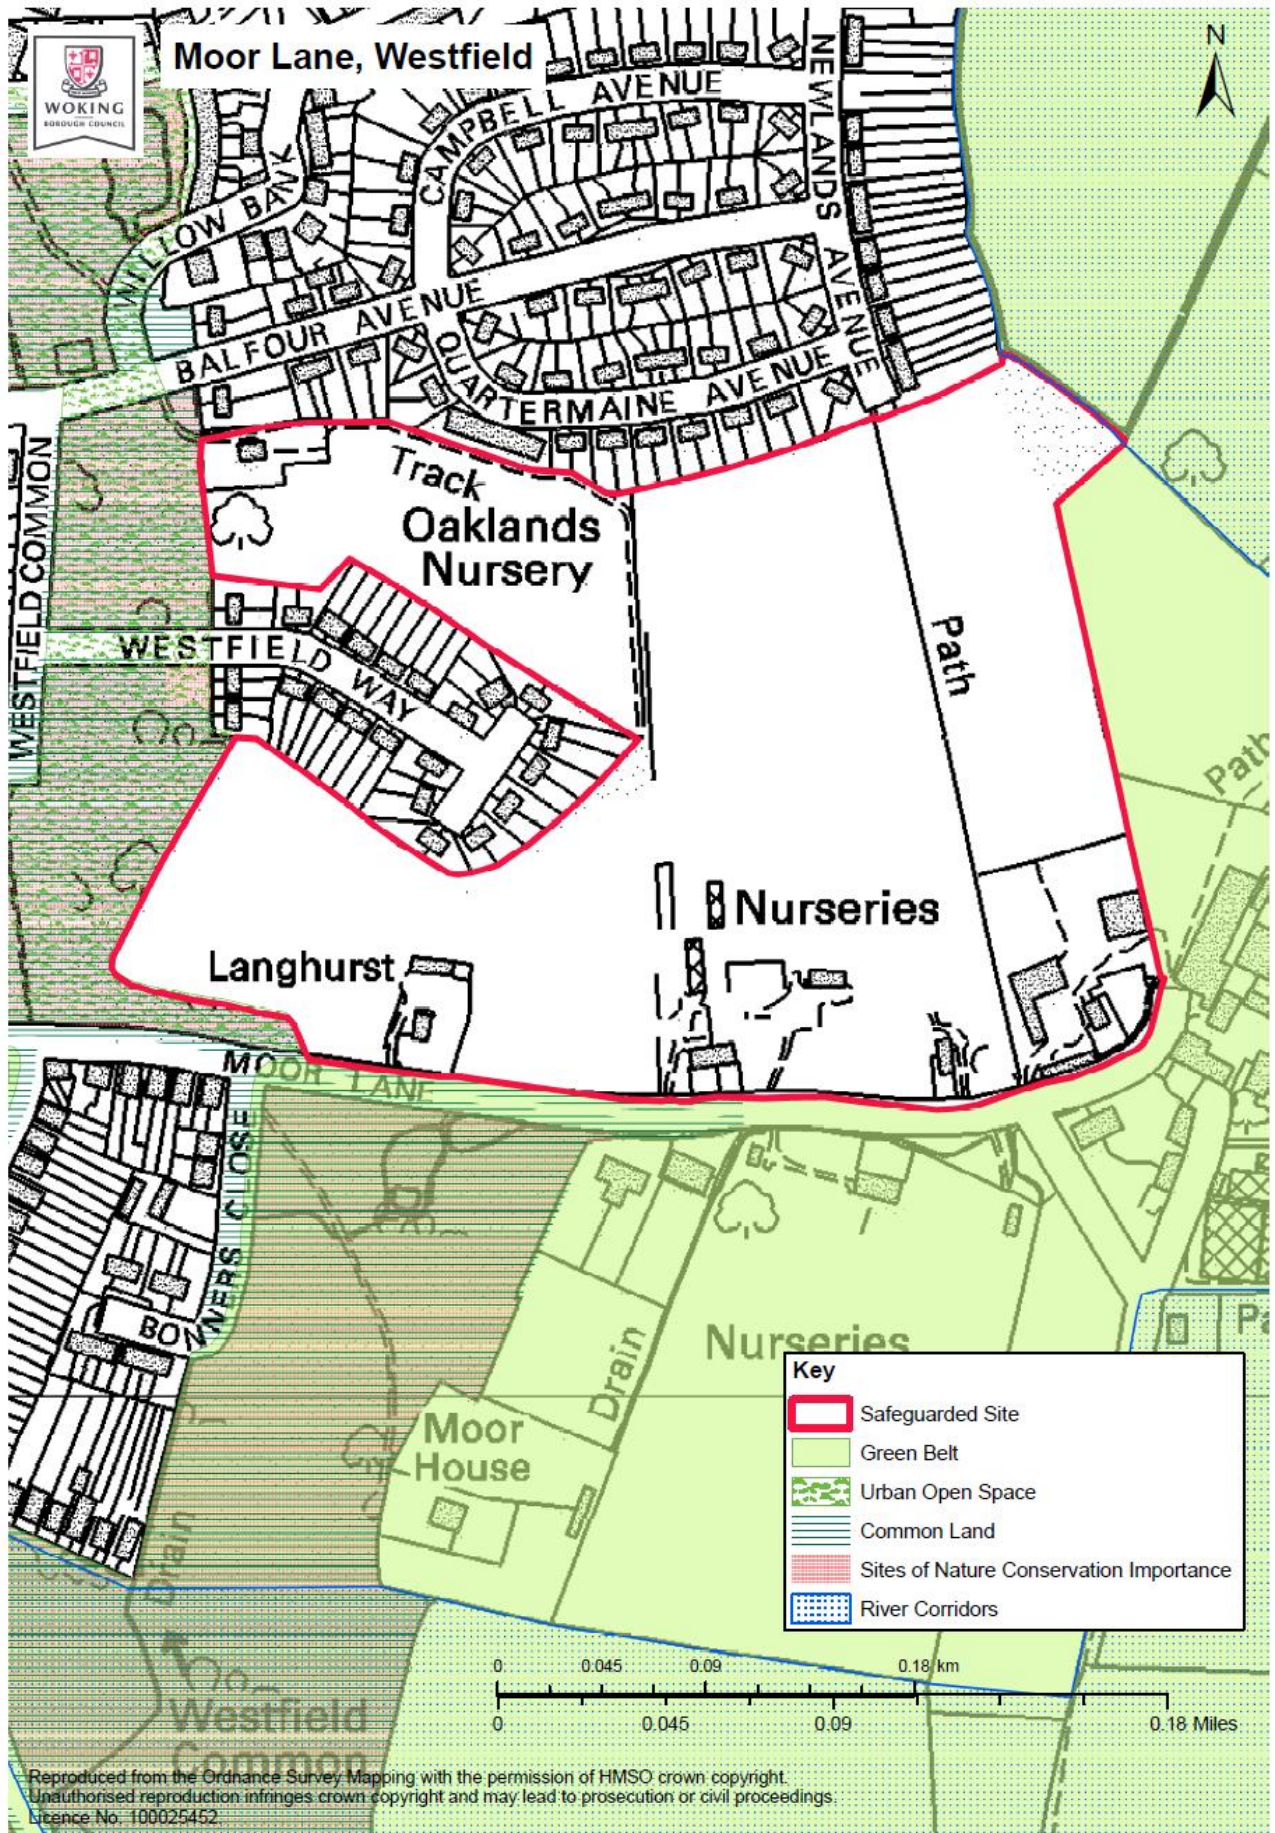 Moor Lane, Westfield
WOKING
BOROUGH COUNCIL
N
CAMPBELL AVENUE
NEWLANDS AVENUE
WILLOW BANK
BALFOUR AVENUE
QUARTERMAINE AVENUE
Track
Oaklands
Nursery
WESTFIELD COMMON
WESTFIELD WAY
Path
Path
Nurseries
Langhurst
MOOR LANE
BONNERS CLOSE
Nurseries
Drain
Moor
House
Drain
Westfield
Common
Key
Safeguarded Site
Green Belt
Urban Open Space
Common Land
Sites of Nature Conservation Importance
River Corridors
0 0.045 0.09 0.18 km
0 0.045 0.09 0.18 Miles
Reproduced from the Ordnance Survey Mapping with the permission of HMSO crown copyright.
Unauthorised reproduction infringes crown copyright and may lead to prosecution or civil proceedings.
Licence No. 100025452.